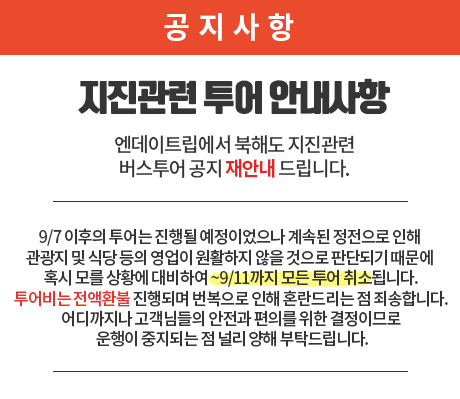 공지사항
지진관련 투어 안내사항
엔데이트립에서 북해도 지진관련
버스투어 공지 재안내 드립니다.
9/7 이후의 투어는 진행될 예정이었으나 계속된 정전으로 인해
관광지 및 식당 등의 영업이 원활하지 않을 것으로 판단되기 때문에
혹시 모를 상황에 대비하여 ~9/11까지 모든 투어 취소됩니다.
투어비는 전액환불 진행되며 번복으로 인해 혼란드리는 점 죄송합니다.
어디까지나 고객님들의 안전과 편의를 위한 결정이므로
운행이 중지되는 점 널리 양해 부탁드립니다.